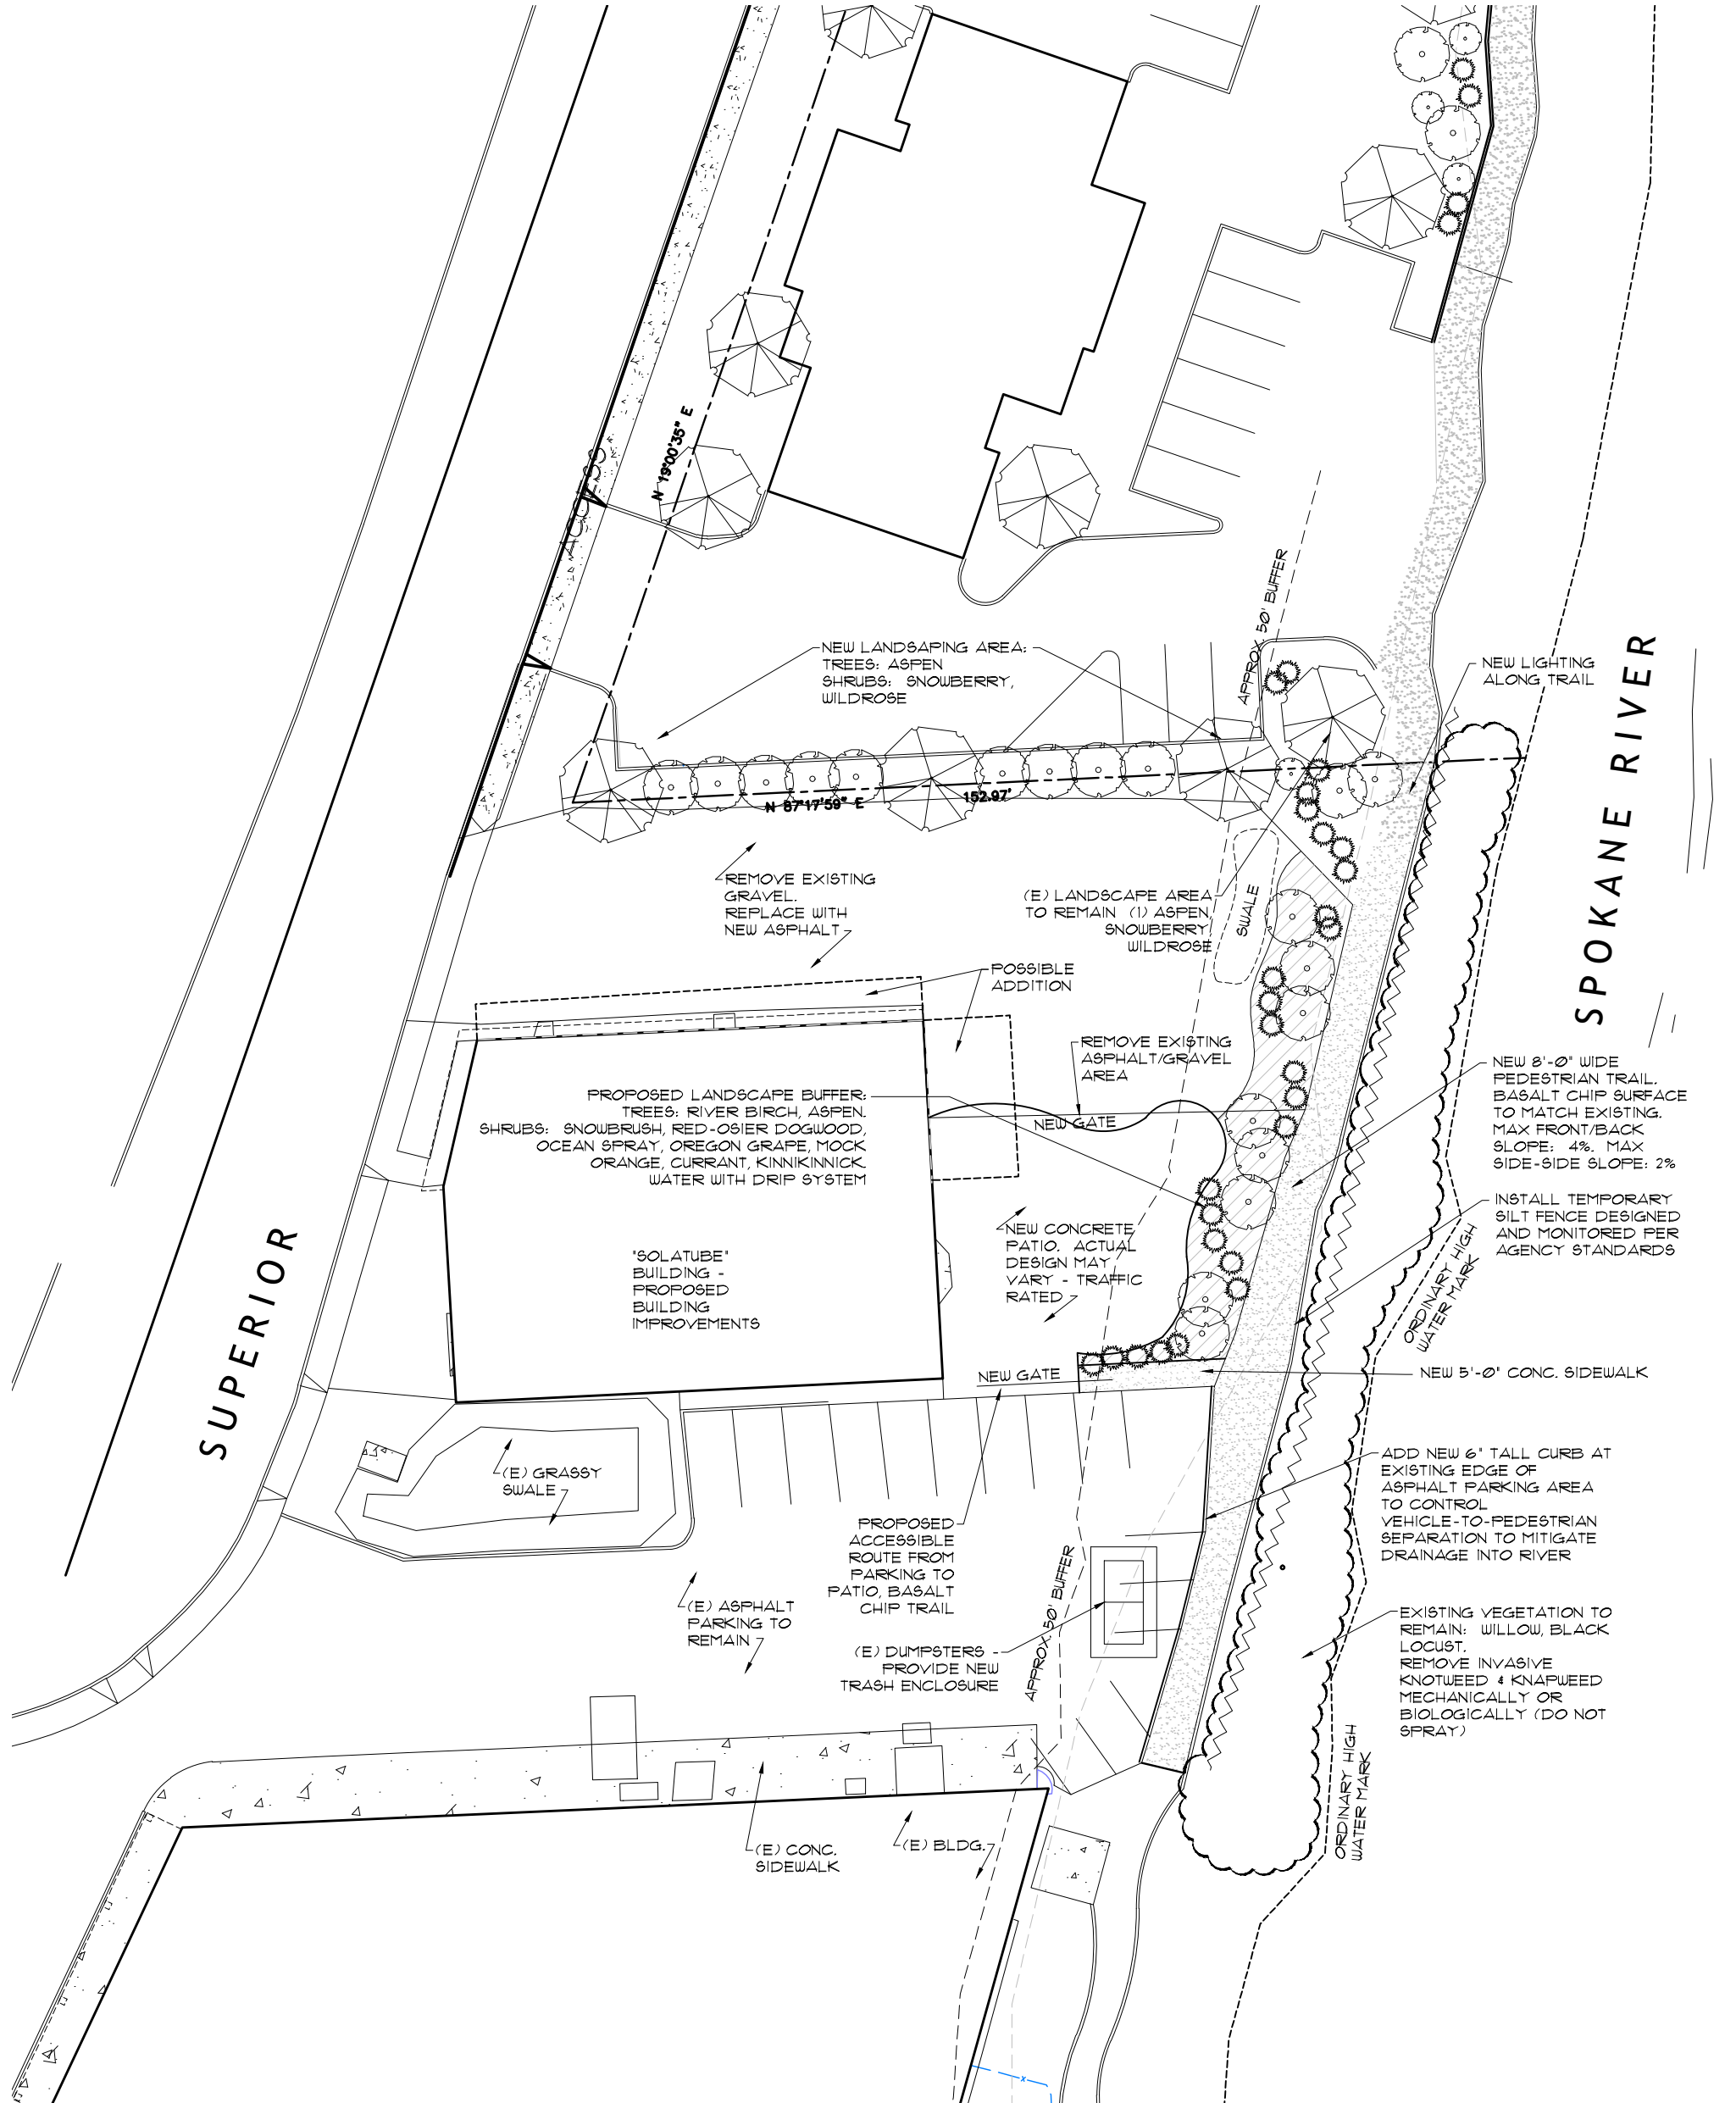 N 19°00'35" E
APPROX. 50' BUFFER
NEW LANDSAPING AREA:
TREES: ASPEN
SHRUBS: SNOWBERRY,
WILDROSE
NEW LIGHTING
ALONG TRAIL
SPOKANE RIVER
N 87°17'59" E
152.97'
REMOVE EXISTING
GRAVEL.
REPLACE WITH
NEW ASPHALT
(E) LANDSCAPE AREA
TO REMAIN (1) ASPEN,
SNOWBERRY,
WILDROSE
SWALE
POSSIBLE
ADDITION
REMOVE EXISTING
ASPHALT/GRAVEL
AREA
NEW GATE
NEW 8'-0" WIDE
PEDESTRIAN TRAIL.
BASALT CHIP SURFACE
TO MATCH EXISTING.
MAX FRONT/BACK
SLOPE: 4%. MAX
SIDE-SIDE SLOPE: 2%
PROPOSED LANDSCAPE BUFFER:
TREES: RIVER BIRCH, ASPEN.
SHRUBS: SNOWBRUSH, RED-OSIER DOGWOOD,
OCEAN SPRAY, OREGON GRAPE, MOCK
ORANGE, CURRANT, KINNIKINNICK.
WATER WITH DRIP SYSTEM
INSTALL TEMPORARY
SILT FENCE DESIGNED
AND MONITORED PER
AGENCY STANDARDS
NEW CONCRETE
PATIO. ACTUAL
DESIGN MAY
VARY - TRAFFIC
RATED
"SOLATUBE"
BUILDING -
PROPOSED
BUILDING
IMPROVEMENTS
SUPERIOR
ORDINARY HIGH
WATER MARK
NEW GATE
NEW 5'-0" CONC. SIDEWALK
(E) GRASSY
SWALE
ADD NEW 6" TALL CURB AT
EXISTING EDGE OF
ASPHALT PARKING AREA
TO CONTROL
VEHICLE-TO-PEDESTRIAN
SEPARATION TO MITIGATE
DRAINAGE INTO RIVER
PROPOSED
ACCESSIBLE
ROUTE FROM
PARKING TO
PATIO, BASALT
CHIP TRAIL
APPROX. 50' BUFFER
(E) ASPHALT
PARKING TO
REMAIN
(E) DUMPSTERS -
PROVIDE NEW
TRASH ENCLOSURE
EXISTING VEGETATION TO
REMAIN: WILLOW, BLACK
LOCUST.
REMOVE INVASIVE
KNOTWEED & KNAPWEED
MECHANICALLY OR
BIOLOGICALLY (DO NOT
SPRAY)
ORDINARY HIGH
WATER MARK
(E) CONC.
SIDEWALK
(E) BLDG.
x